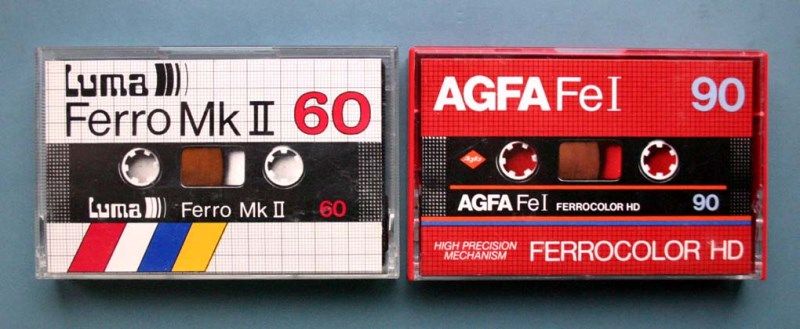 Luma
Ferro Mk II 60
Luma Ferro Mk II 60
AGFA Fe I 90
Agfa
AGFA Fe I FERROCOLOR HD 90
HIGH PRECISION
MECHANISM
FERROCOLOR HD